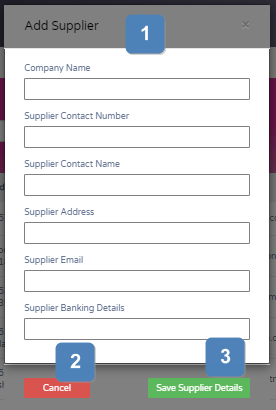 Add Supplier ×
1
Company Name
Supplier Contact Number
Supplier Contact Name
Supplier Address
Supplier Email
Supplier Banking Details
2
3
Cancel
Save Supplier Details